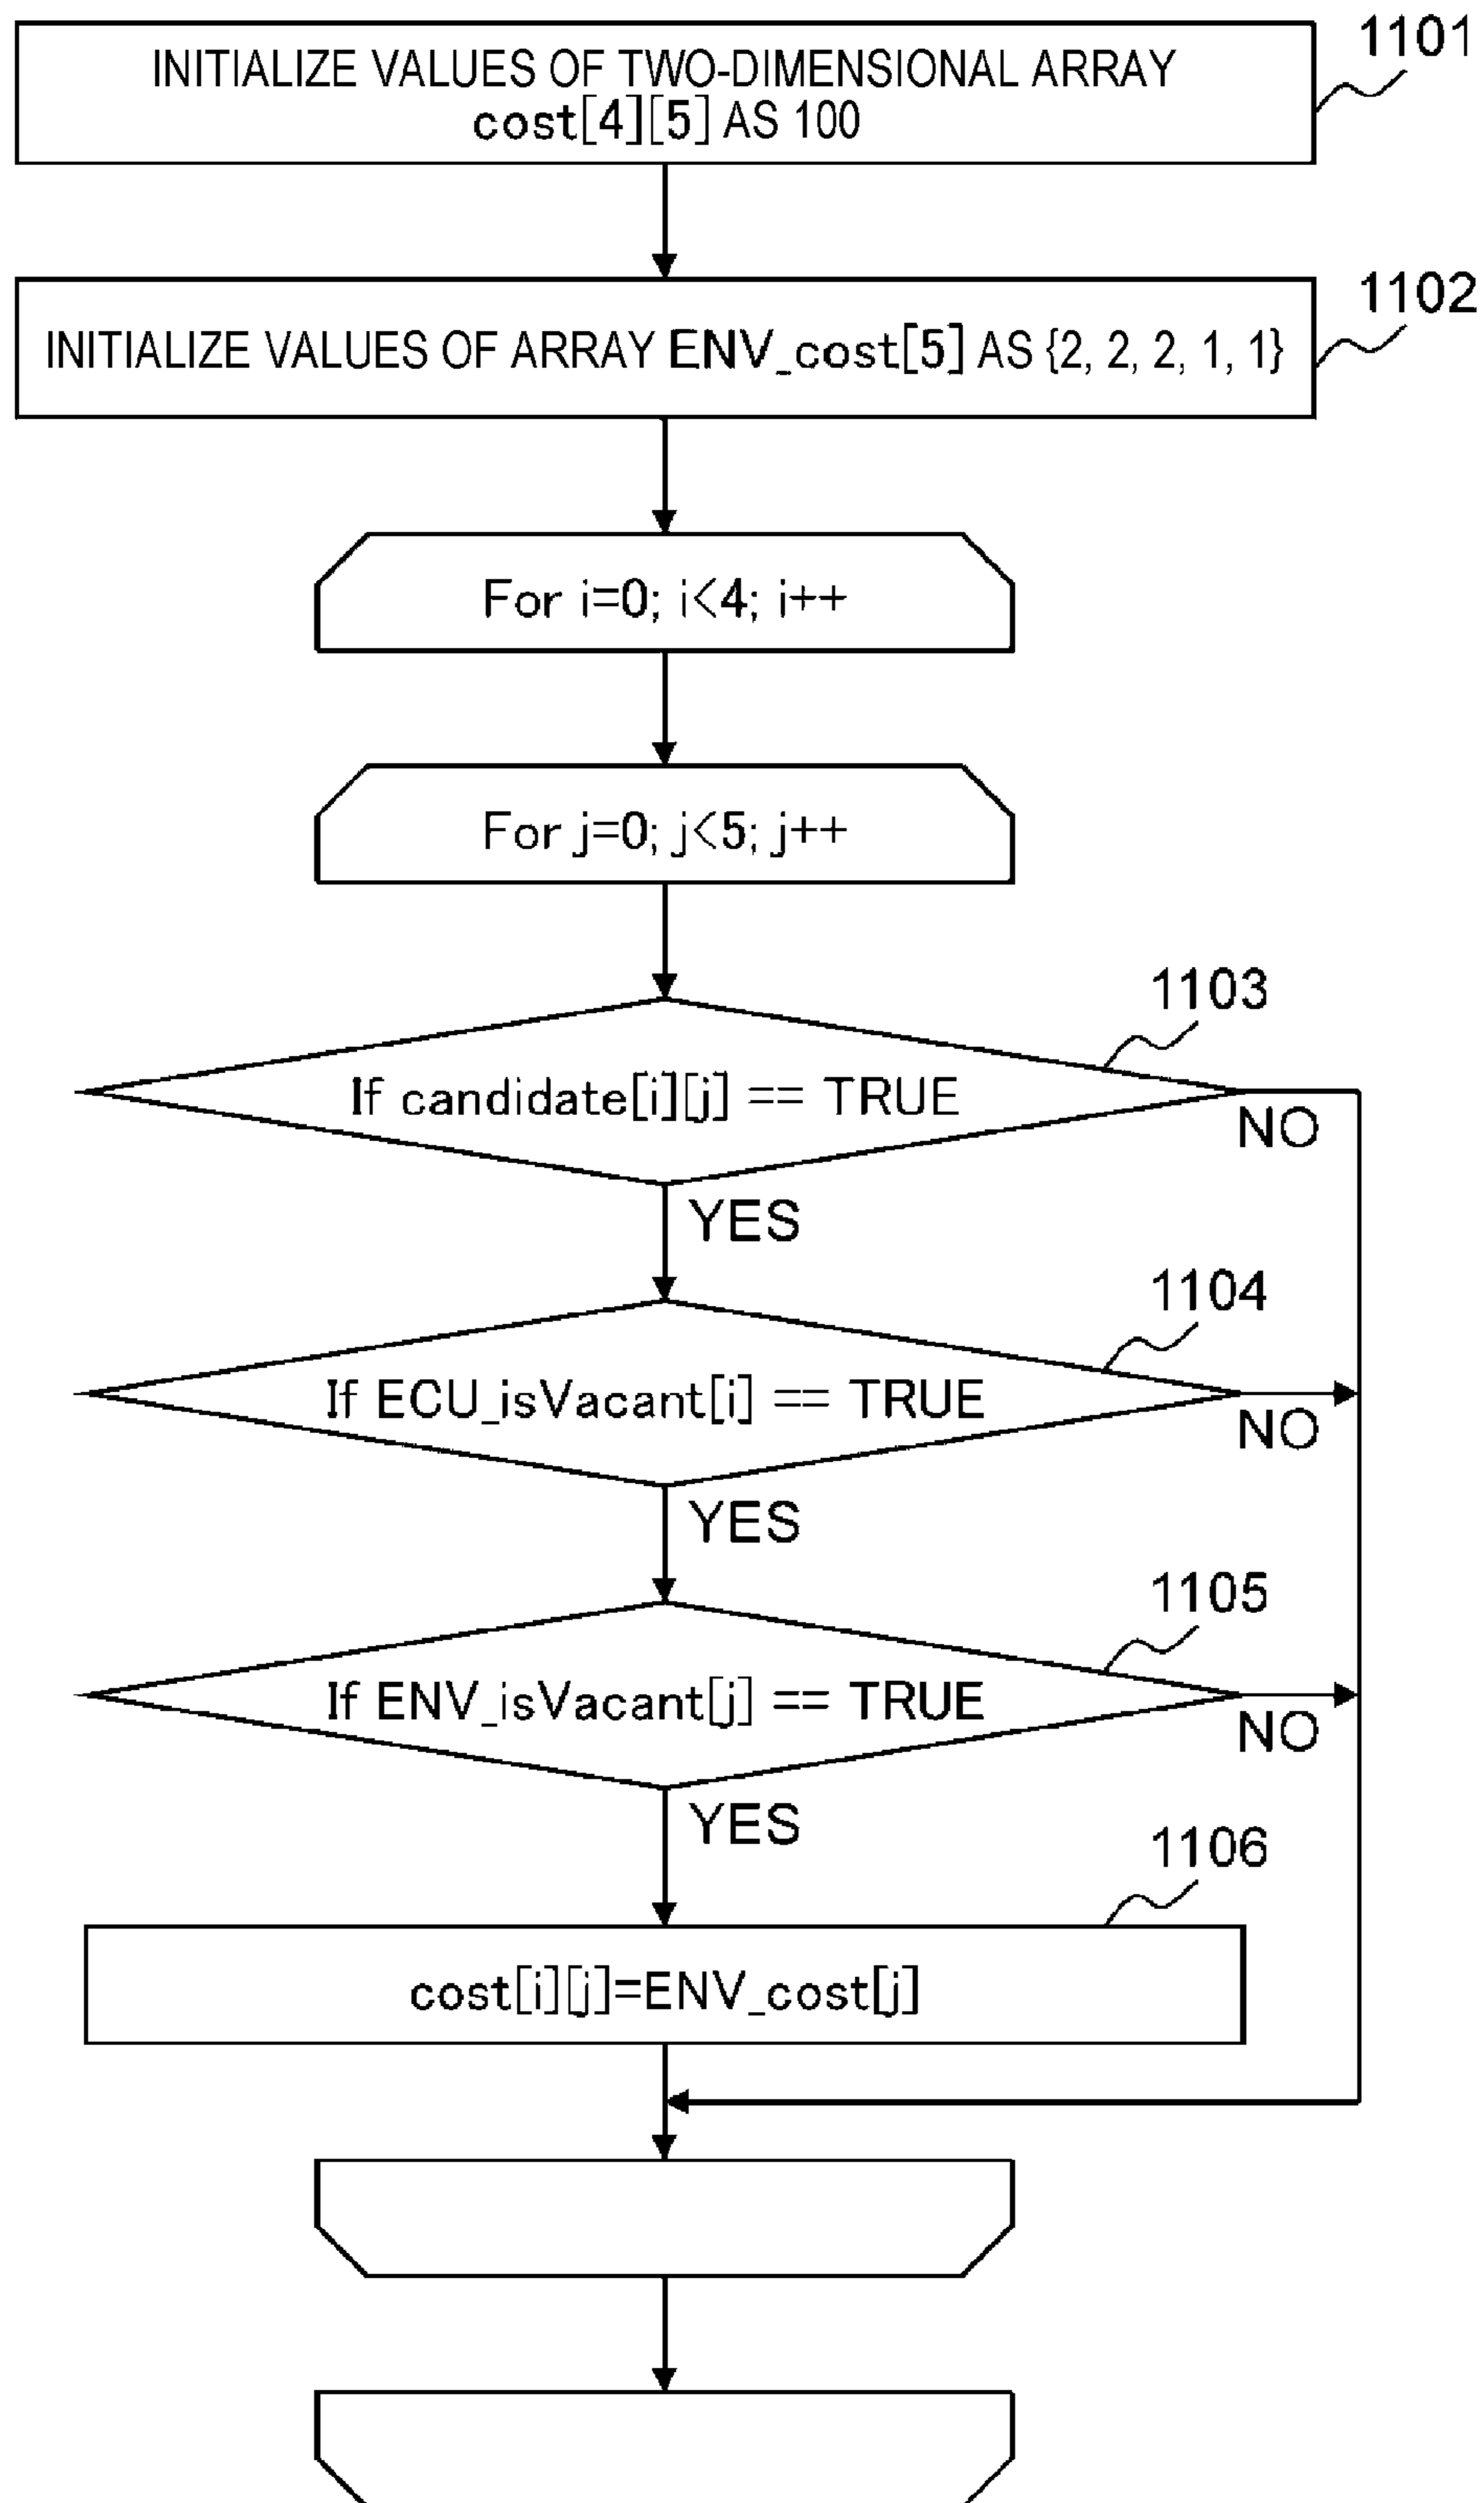 1101
INITIALIZE VALUES OF TWO-DIMENSIONAL ARRAY
cost[4][5] AS 100
1102
INITIALIZE VALUES OF ARRAY ENV_cost[5] AS {2, 2, 2, 1, 1}
For i=0; i<4; i++
For j=0; j<5; j++
1103
If candidate[i][j] == TRUE
NO
YES
1104
If ECU_isVacant[i] == TRUE
NO
YES
1105
If ENV_isVacant[j] == TRUE
NO
YES
1106
cost[i][j]=ENV_cost[j]